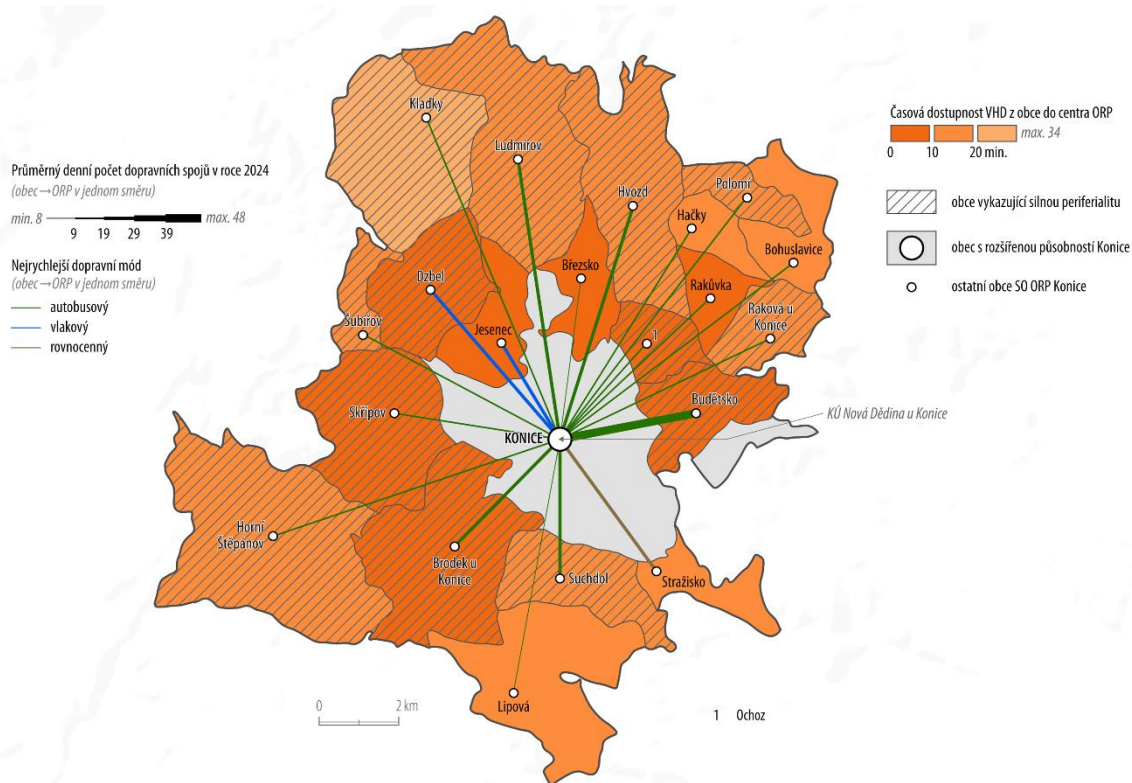 Průměrný denní počet dopravních spojů v roce 2024
(obec→ORP v jednom směru)
min. 8
max. 48
9 19 29 39
Nejrychlejší dopravní mód
(obec→ORP v jednom směru)
autobusový
vlakový
rovnocenný
Časová dostupnost VHD z obce do centra ORP
max. 34
0 10 20 min.
obce vykazující silnou periferialitu
obec s rozšířenou působností Konice
ostatní obce SO ORP Konice
Kladky
Ludmírov
Hvozd
Polomí
Hačky
Bohuslavice
Březsko
Dzbel
Rakůvka
Šubířov
Jesenec
1
Raková u
Konice
Skřípov
Budětsko
KÚ Nová Dědina u Konice
KONICE
Horní
Štěpánov
Brodek u
Konice
Suchdol
Stražisko
Lipová
0 2 km
1 Ochoz